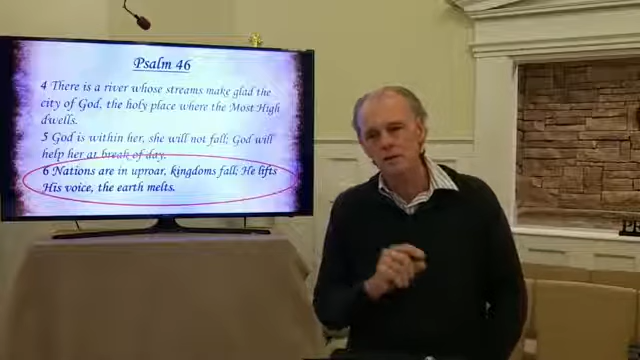 Psalm 46
4 There is a river whose streams make glad the
city of God, the holy place where the Most High
dwells.
5 God is within her, she will not fall; God will
help her at break of day.
6 Nations are in uproar, kingdoms fall; He lifts
His voice, the earth melts.